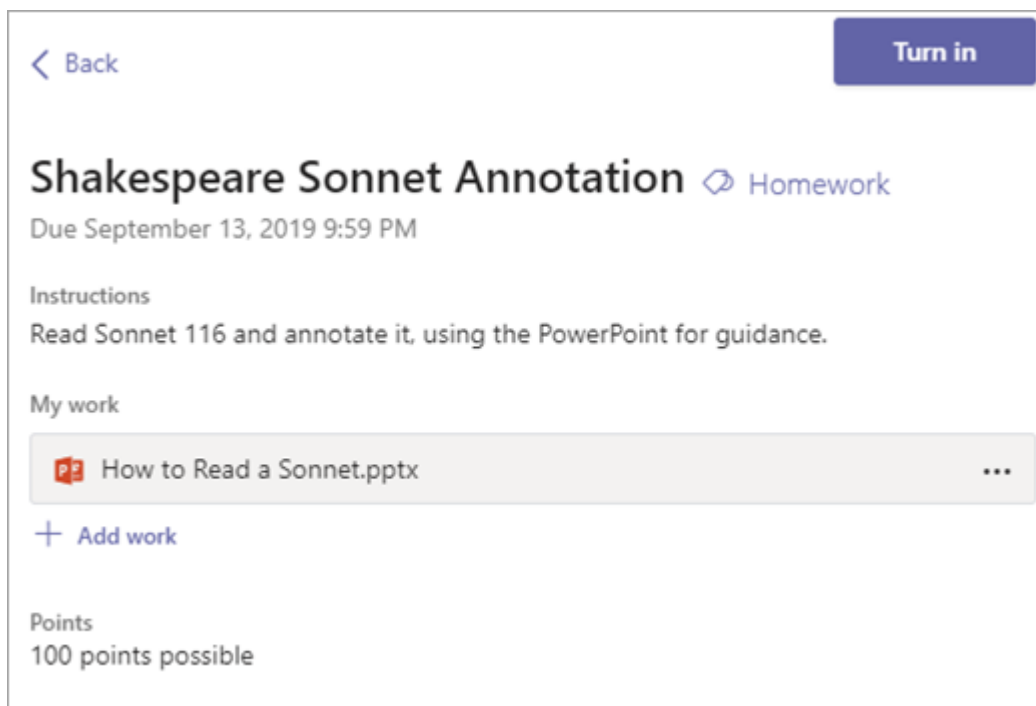 Back
Turn in
Shakespeare Sonnet Annotation Homework
Due September 13, 2019 9:59 PM
Instructions
Read Sonnet 116 and annotate it, using the PowerPoint for guidance.
My work
How to Read a Sonnet.pptx
Add work
Points
100 points possible